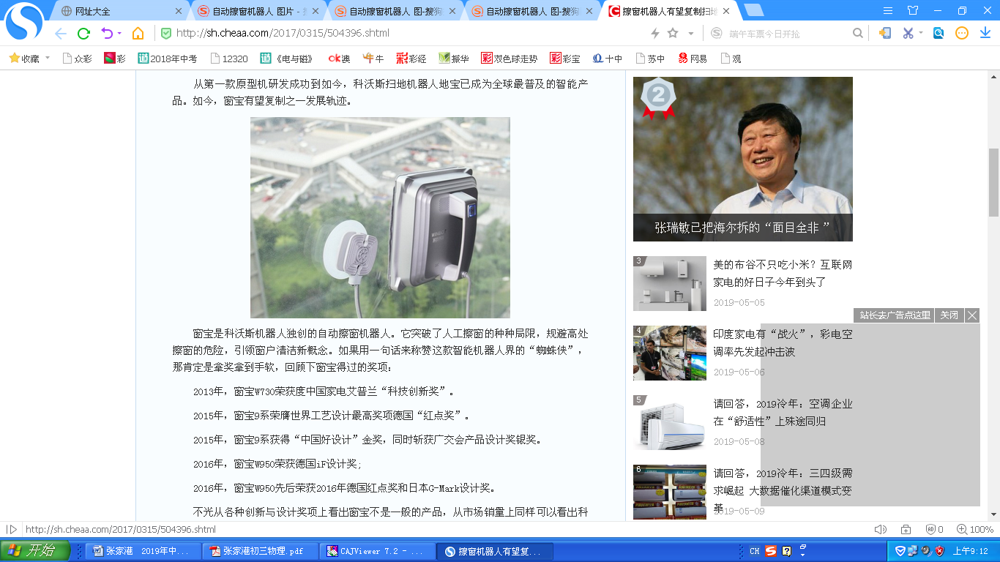 网址大全
自动擦窗机器人 图片 - 搜
自动擦窗机器人 图-搜狗
自动擦窗机器人 图-搜狗
擦窗机器人有望复制扫地
http://sh.cheaa.com/2017/0315/504396.shtml
端午车票今日开抢
收藏
众彩
彩
2018年中考
12320
《电与磁》
澳
牛
彩经
振华
双色球走势
彩宝
十中
苏中
网易
观
从第一款原型机研发成功到如今，科沃斯扫地机器人地宝已成为全球最普及的智能产
品。如今，窗宝有望复制之一发展轨迹。
窗宝是科沃斯机器人独创的自动擦窗机器人。它突破了人工擦窗的种种局限，规避高处
擦窗的危险，引领窗户清洁新概念。如果用一句话来称赞这款智能机器人界的“蜘蛛侠”，
那肯定是拿奖拿到手软，回顾下窗宝得过的奖项：
2013年，窗宝W730荣获度中国家电艾普兰“科技创新奖”。
2015年，窗宝9系荣膺世界工艺设计最高奖项德国“红点奖”。
2015年，窗宝9系获得“中国好设计”金奖，同时斩获广交会产品设计奖银奖。
2016年，窗宝W950荣获德国iF设计奖；
2016年，窗宝W950先后荣获2016年德国红点奖和日本G-Mark设计奖。
不光从各种创新与设计奖项上看出窗宝不是一般的产品，从市场销量上同样可以看出科
2
张瑞敏已把海尔拆的“面目全非 ”
3
美的布谷不只吃小米？互联网
家电的好日子今年到头了
2019-05-05
站长去广告点这里
关闭
4
印度家电有“战火”，彩电空
调率先发起冲击波
2019-05-06
5
请回答，2019冷年：空调企业
在“舒适性”上殊途同归
2019-05-08
6
请回答，2019冷年：三四级需
求崛起 大数据催化渠道模式变
革
2019-05-09
http://sh.cheaa.com/2017/0315/504396.shtml
0
100%
开始
张家港 2019年中...
张家港初三物理.pdf
CAJViewer 7.2 - ...
擦窗机器人有望复...
CH
上午9:12